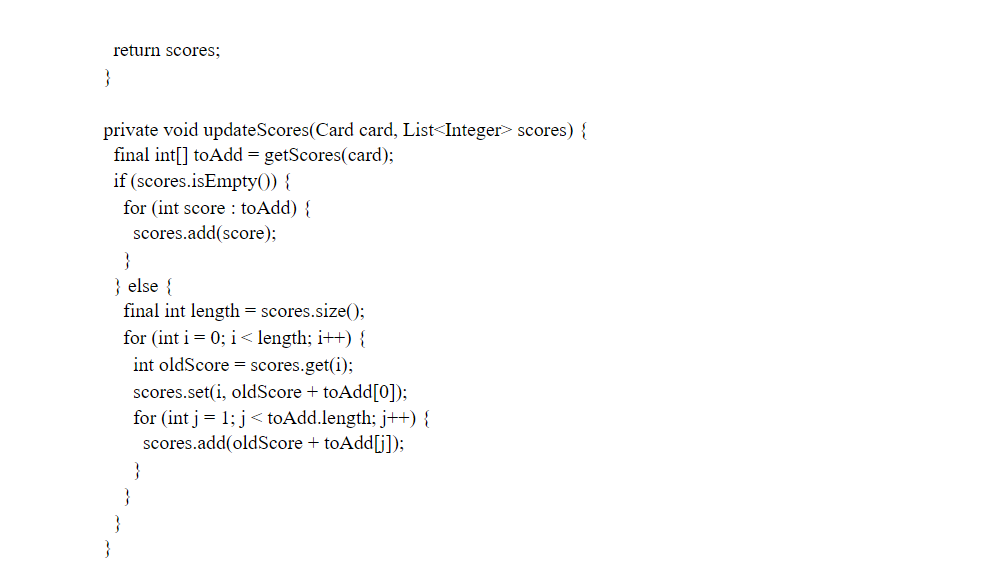 return scores;
}
private void updateScores(Card card, List<Integer> scores) {
final int[] toAdd = getScores(card);
if (scores.isEmpty()) {
for (int score : toAdd) {
scores.add(score);
}
} else {
final int length = scores.size();
for (int i = 0; i < length; i++) {
int oldScore = scores.get(i);
scores.set(i, oldScore + toAdd[0]);
for (int j = 1; j < toAdd.length; j++) {
scores.add(oldScore + toAdd[j]);
}
}
}
}